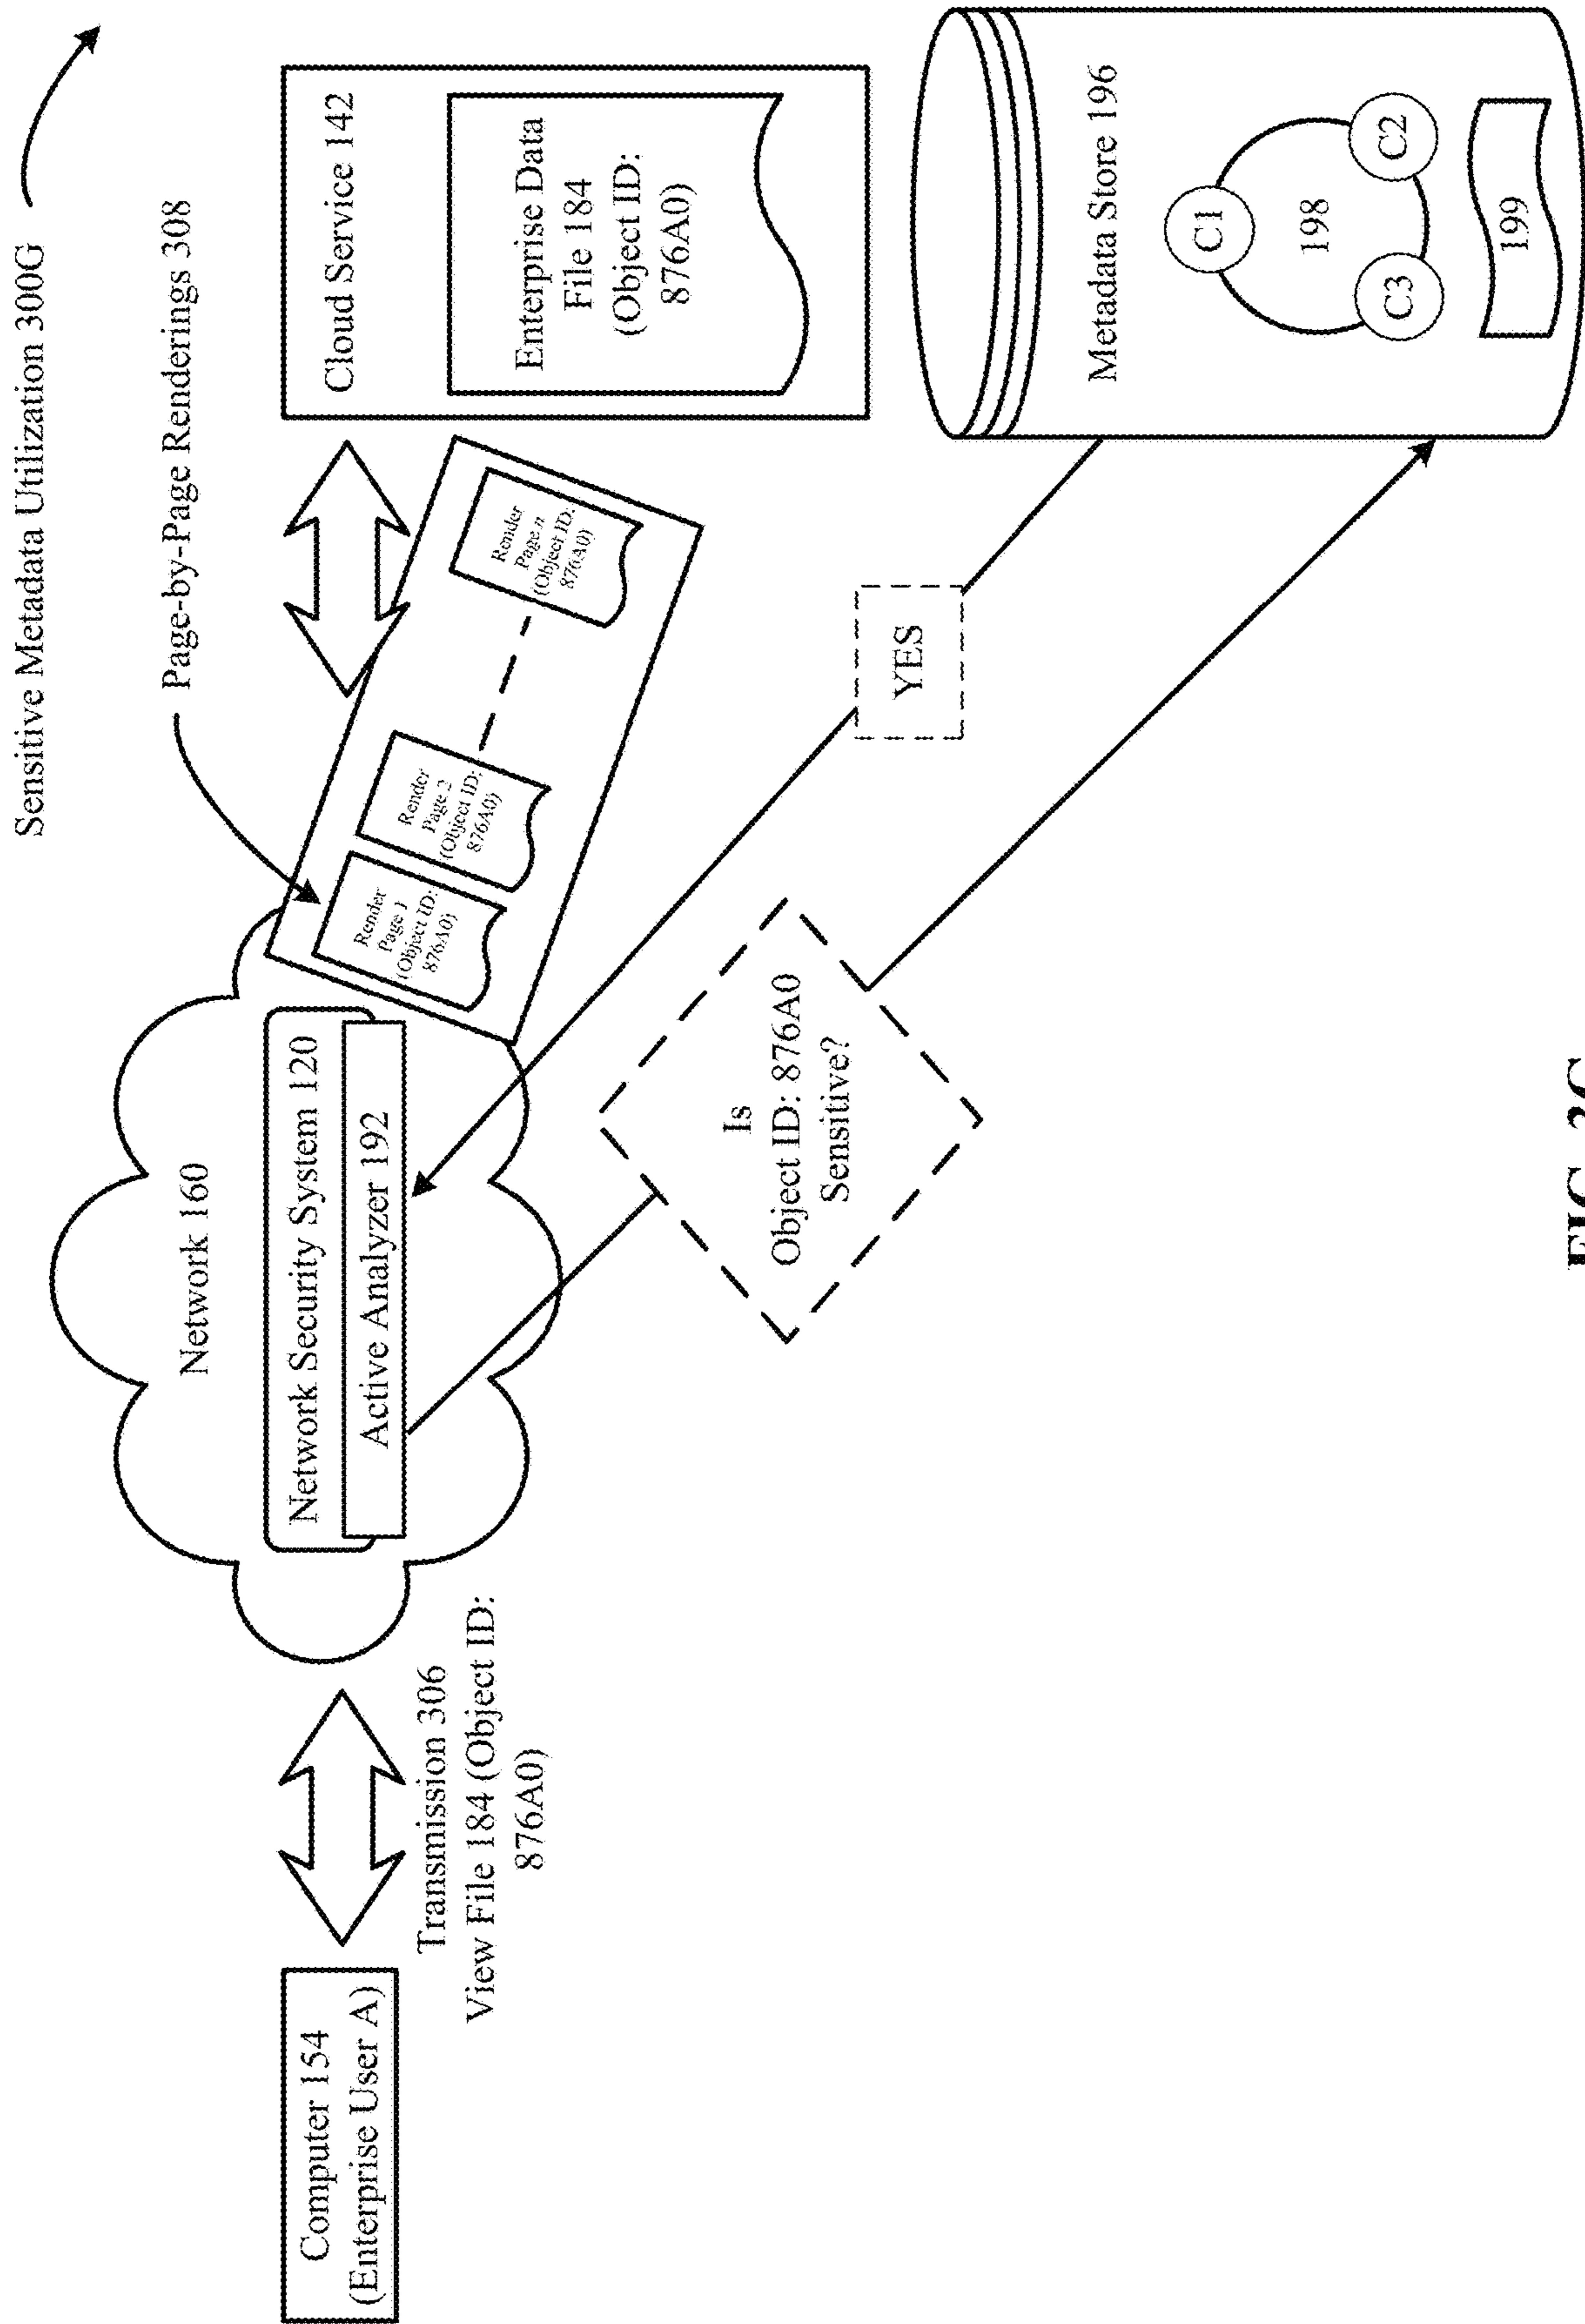 Sensitive Metadata Utilization 300G
Page-by-Page Renderings 308
Computer 154
(Enterprise User A)
Transmission 306
View File 184 (Object ID:
876A0)
Network 160
Network Security System 120
Active Analyzer 192
Render
Page 1
(Object ID:
876A0)
Render
Page 2
(Object ID:
876A0)
Render
Page n
(Object ID:
876A0)
Cloud Service 142
Enterprise Data
File 184
(Object ID:
876A0)
Is
Object ID: 876A0
Sensitive?
YES
Metadata Store 196
C1
198
C3
C2
199